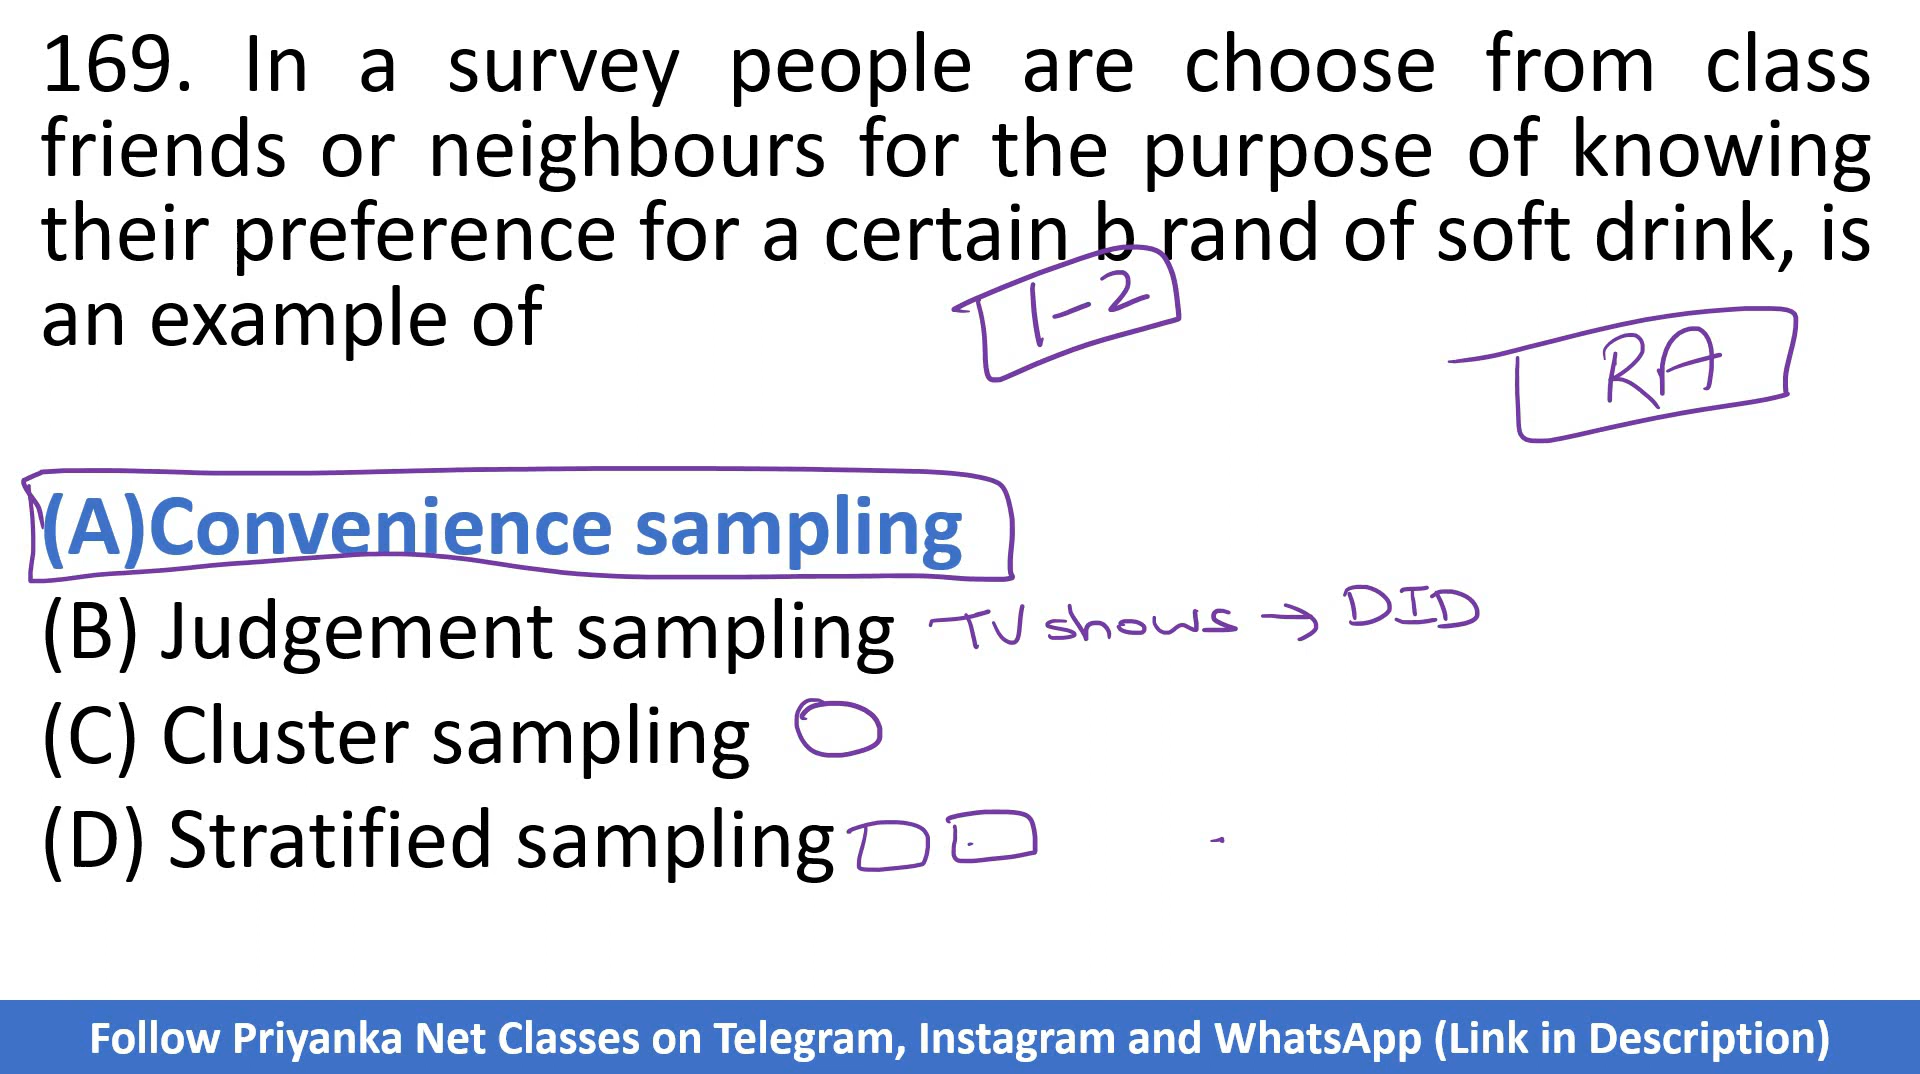 169. In a survey people are choose from class
friends or neighbours for the purpose of knowing
their preference for a certain b rand of soft drink, is
an example of
1-2
RA
(A)Convenience sampling
(B) Judgement sampling TV shows → DID
(C) Cluster sampling
(D) Stratified sampling
Follow Priyanka Net Classes on Telegram, Instagram and WhatsApp (Link in Description)